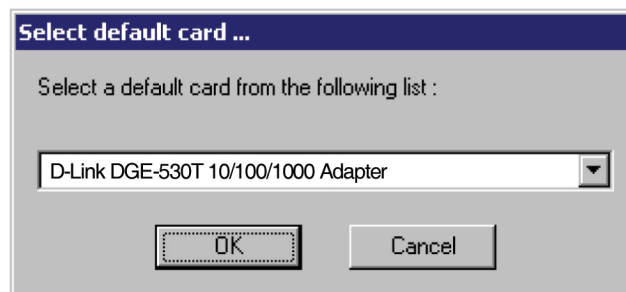 Select default card ...
Select a default card from the following list :
D-Link DGE-530T 10/100/1000 Adapter
OK
Cancel